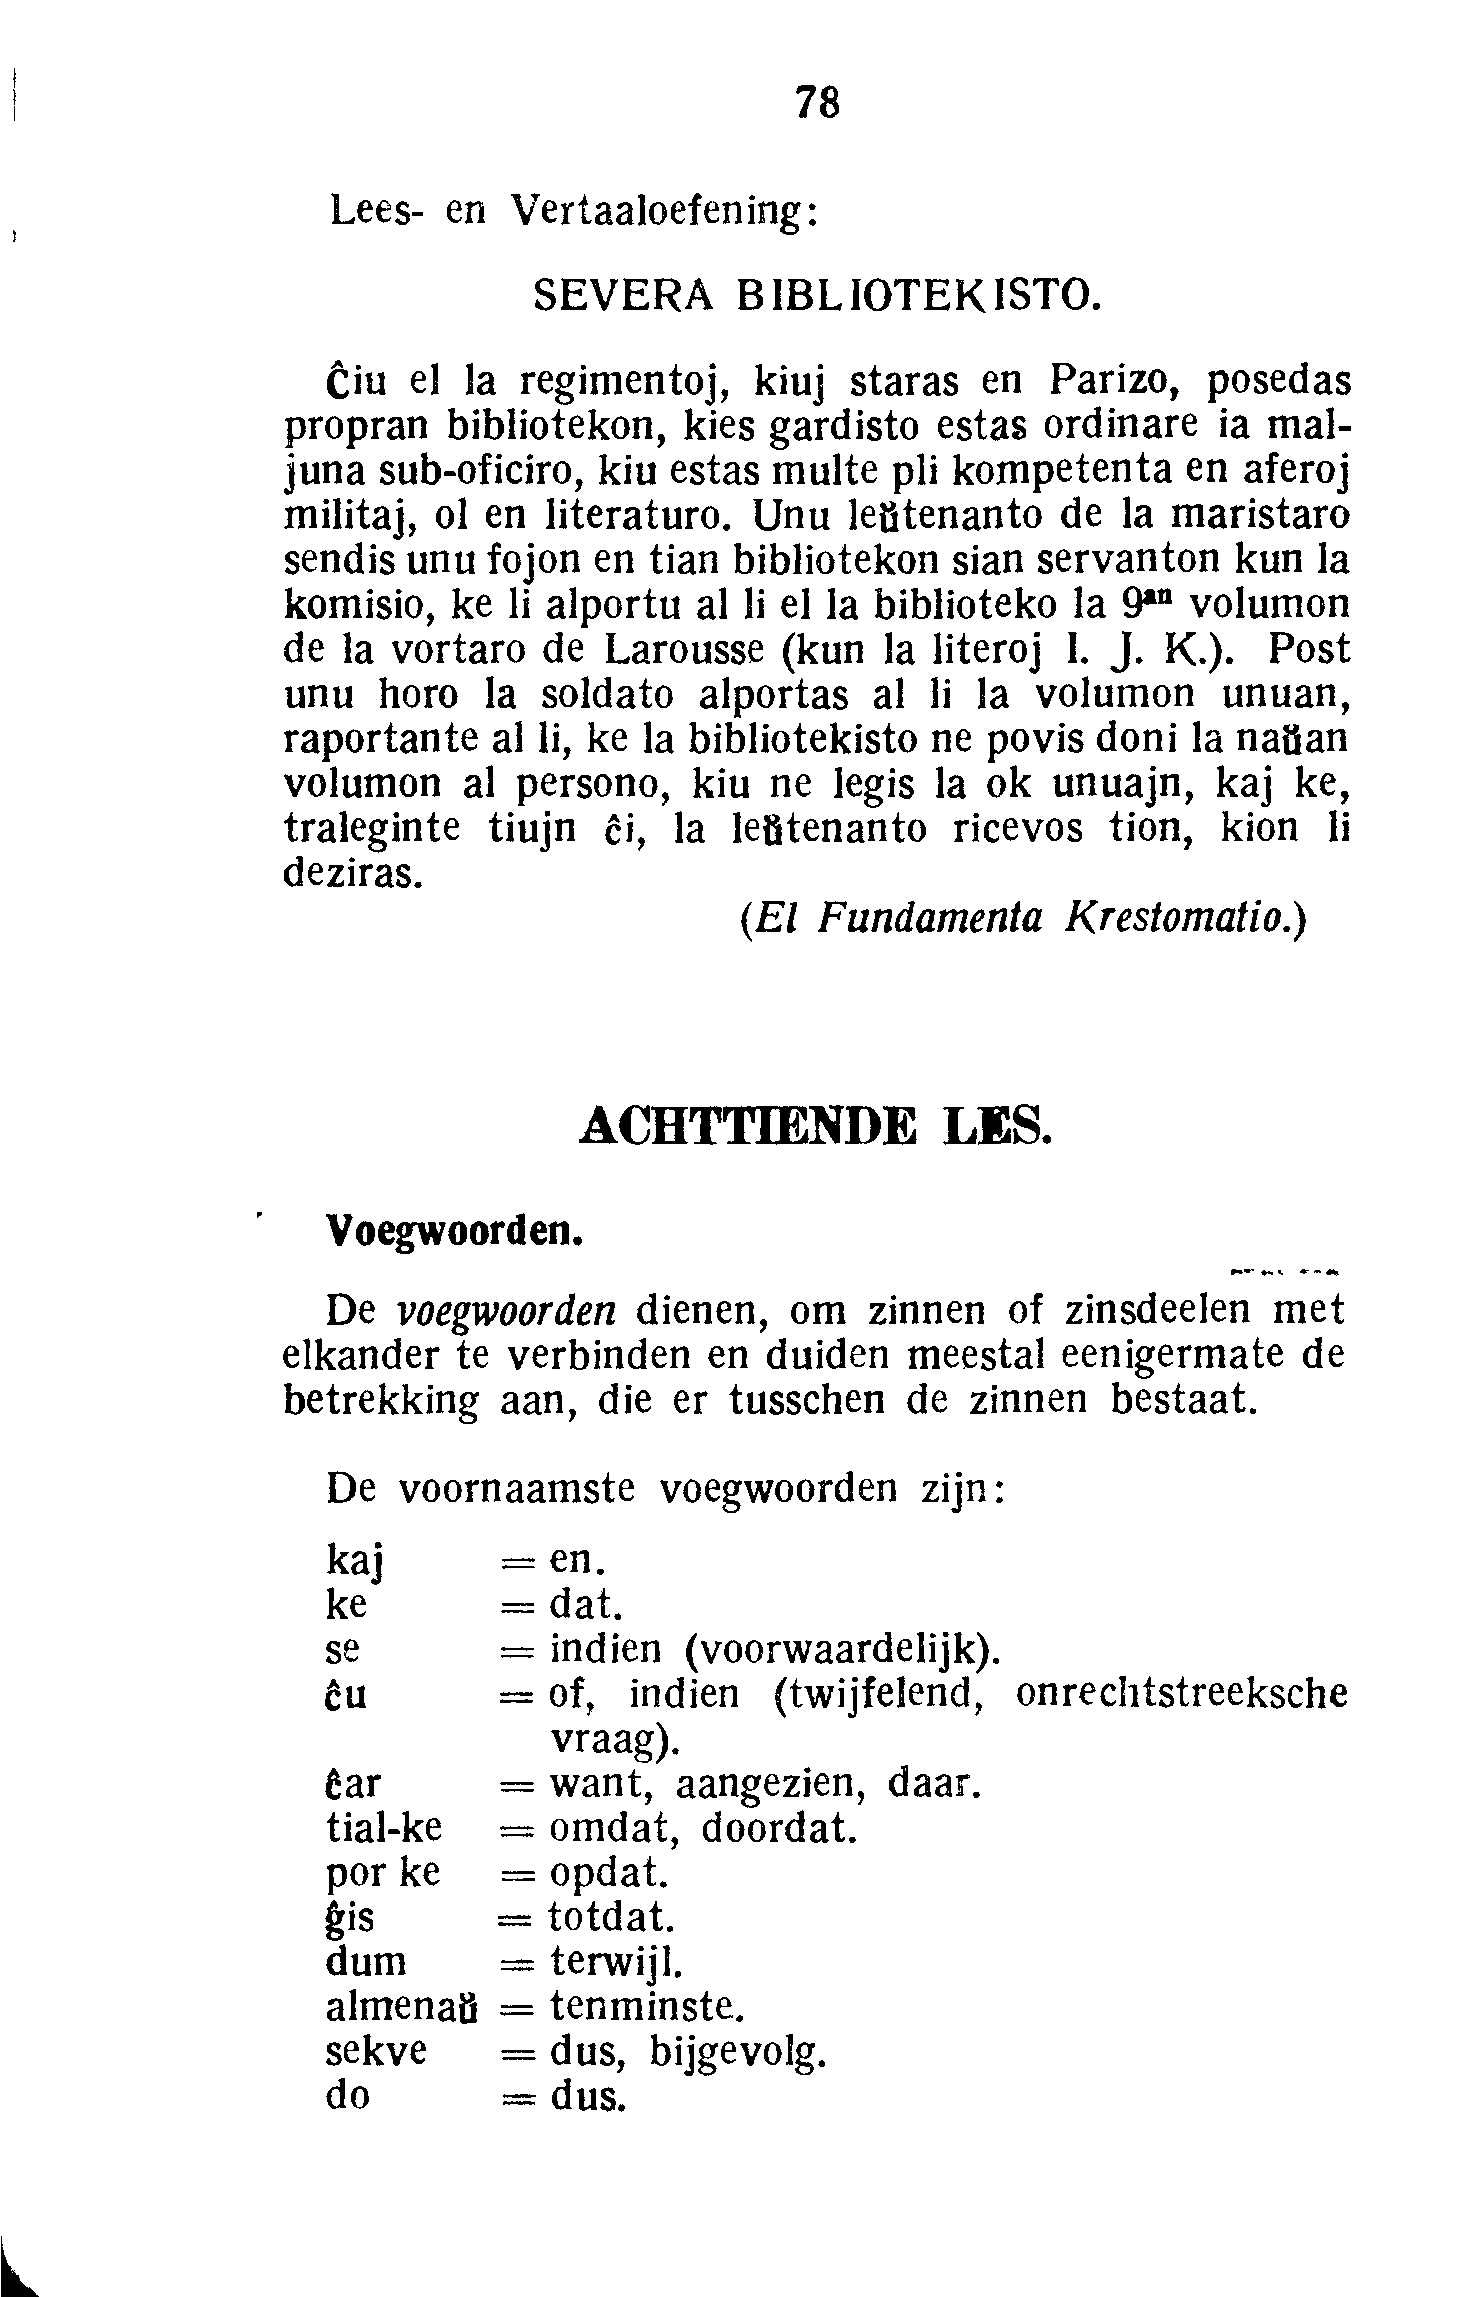 78
Lees- en Vertaaloefening:
SEVERA BIBLIOTEKISTO.
Ĉiu el la regimentoj, kiuj staras en Parizo, posedas
propran bibliotekon, kies gardisto estas ordinare ia mal-
juna sub-oficiro, kiu estas multe pli kompetenta en aferoj
militaj, ol en literaturo. Unu leŭtenanto de la maristaro
sendis unu fojon en tian bibliotekon sian servanton kun la
komisio, ke li alportu al li el la biblioteko la 9an volumon
de la vortaro de Larousse (kun la literoj I. J. K.). Post
unu horo la soldato alportas al li la volumon unuan,
raportante al li, ke la bibliotekisto ne povis doni la naŭan
volumon al persono, kiu ne legis la ok unuajn, kaj ke,
traleginte tiujn ĉi, la leŭtenanto ricevos tion, kion li
deziras.
(El Fundamenta Krestomatio.)
ACHTTIENDE LES.
Voegwoorden.
De voegwoorden dienen, om zinnen of zinsdeelen met
elkander te verbinden en duiden meestal eenigermate de
betrekking aan, die er tusschen de zinnen bestaat.
De voornaamste voegwoorden zijn:
kaj = en.
ke = dat.
se = indien (voorwaardelijk).
ĉu = of, indien (twijfelend, onrechtstreeksche
vraag).
ĉar = want, aangezien, daar.
tial-ke = omdat, doordat.
por ke = opdat.
ĝis = totdat.
dum = terwijl.
almenaŭ = tenminste.
sekve = dus, bijgevolg.
do = dus.